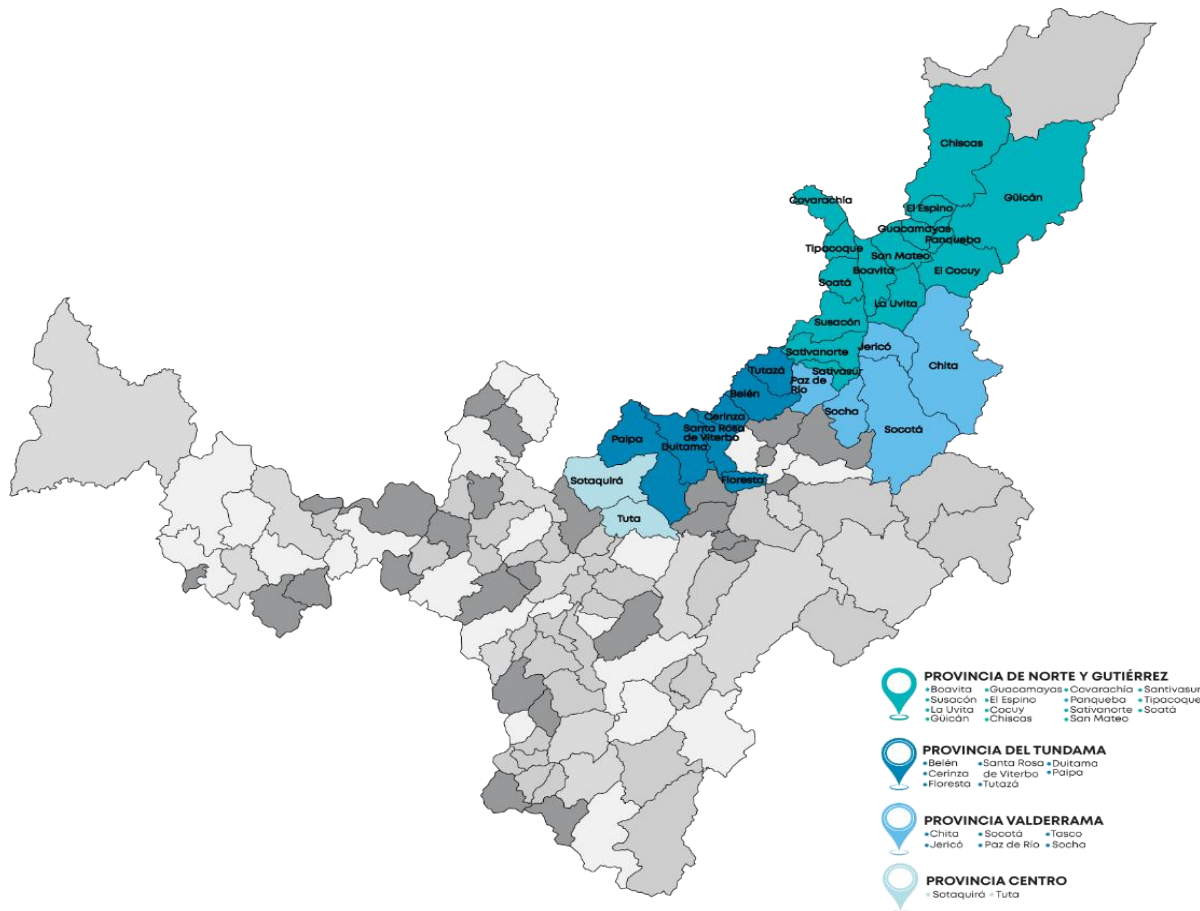 Chiscas
Güicán
Covarachía
El Espino
Guacamayas
Panqueba
Tipacoque
San Mateo
Boavita
El Cocuy
Soatá
La Uvita
Susacón
Jericó
Sativanorte
Chita
Tutazá
Sativasur
Paz de
Río
Belén
Socha
Cerinza
Santa Rosa
de Viterbo
Socotá
Paipa
Duitama
Sotaquirá
Floresta
Tuta
PROVINCIA DE NORTE Y GUTIÉRREZ
• Boavita • Guacamayas • Covarachía • Santivasur
• Susacón • El Espino • Panqueba • Tipacoque
• La Uvita • Cocuy • Sativanorte • Soatá
• Güicán • Chiscas • San Mateo
PROVINCIA DEL TUNDAMA
• Belén • Santa Rosa • Duitama
• Cerinza de Viterbo • Paipa
• Floresta • Tutazá
PROVINCIA VALDERRAMA
• Chita • Socotá • Tasco
• Jericó • Paz de Río • Socha
PROVINCIA CENTRO
• Sotaquirá • Tuta